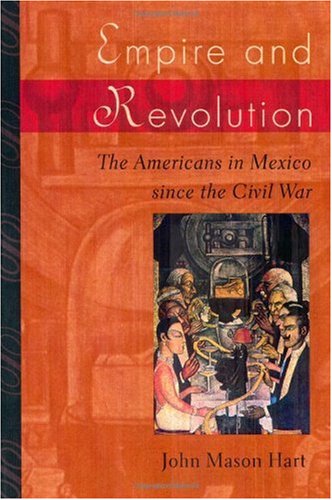 Empire and
Revolution
The Americans in Mexico
since the Civil War
John Mason Hart